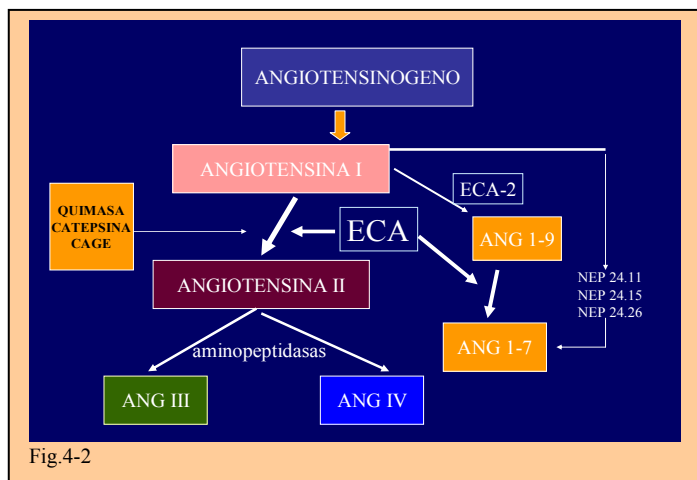 ANGIOTENSINOGENO
ANGIOTENSINA I
ECA-2
QUIMASA
CATEPSINA
CAGE
ECA
ANG 1-9
ANGIOTENSINA II
NEP 24.11
NEP 24.15
NEP 24.26
ANG 1-7
aminopeptidasas
ANG III
ANG IV
Fig.4-2